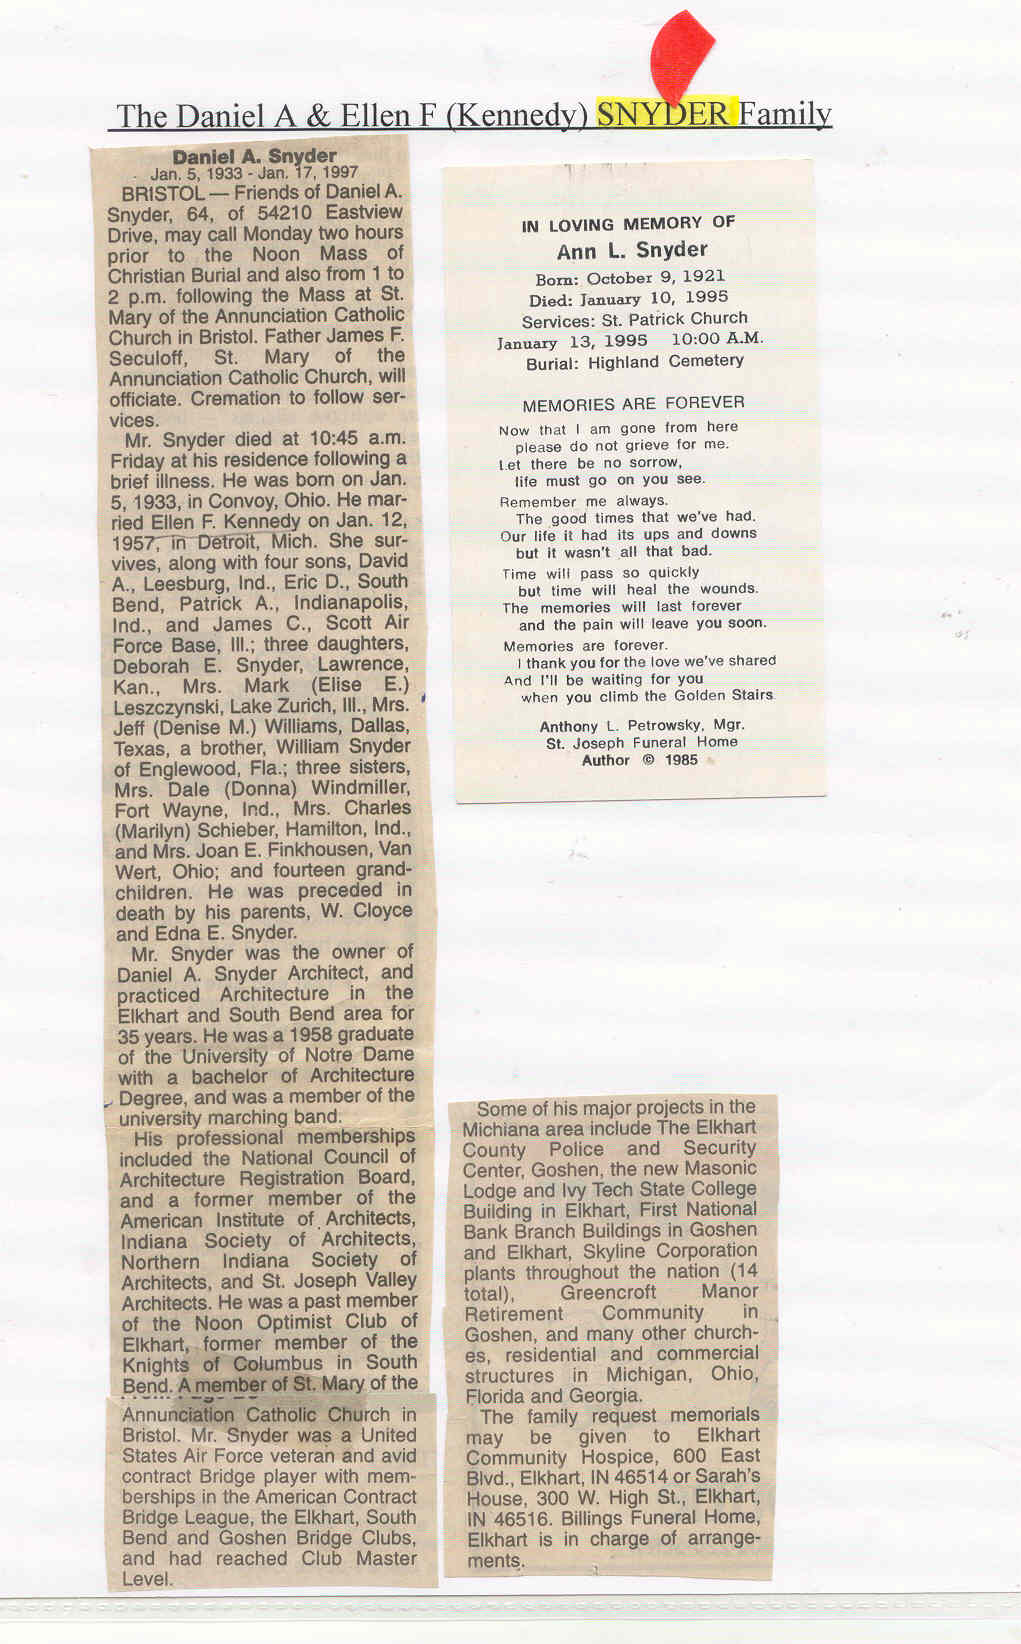 The Daniel A & Ellen F (Kennedy) SNYDER Family
Daniel A. Snyder
Jan. 5, 1933 - Jan. 17, 1997
BRISTOL — Friends of Daniel A.
Snyder, 64, of 54210 Eastview
Drive, may call Monday two hours
prior to the Noon Mass of
Christian Burial and also from 1 to
2 p.m. following the Mass at St.
Mary of the Annunciation Catholic
Church in Bristol. Father James F.
Seculoff, St. Mary of the
Annunciation Catholic Church, will
officiate. Cremation to follow ser-
vices.
Mr. Snyder died at 10:45 a.m.
Friday at his residence following a
brief illness. He was born on Jan.
5, 1933, in Convoy, Ohio. He mar-
ried Ellen F. Kennedy on Jan. 12,
1957, in Detroit, Mich. She sur-
vives, along with four sons, David
A., Leesburg, Ind., Eric D., South
Bend, Patrick A., Indianapolis,
Ind., and James C., Scott Air
Force Base, Ill.; three daughters,
Deborah E. Snyder, Lawrence,
Kan., Mrs. Mark (Elise E.)
Leszczynski, Lake Zurich, Ill., Mrs.
Jeff (Denise M.) Williams, Dallas,
Texas, a brother, William Snyder
of Englewood, Fla.; three sisters,
Mrs. Dale (Donna) Windmiller,
Fort Wayne, Ind., Mrs. Charles
(Marilyn) Schieber, Hamilton, Ind.,
and Mrs. Joan E. Finkhousen, Van
Wert, Ohio; and fourteen grand-
children. He was preceded in
death by his parents, W. Cloyce
and Edna E. Snyder.
Mr. Snyder was the owner of
Daniel A. Snyder Architect, and
practiced Architecture in the
Elkhart and South Bend area for
35 years. He was a 1958 graduate
of the University of Notre Dame
with a bachelor of Architecture
Degree, and was a member of the
university marching band.
His professional memberships
included the National Council of
Architecture Registration Board,
and a former member of the
American Institute of Architects,
Indiana Society of Architects,
Northern Indiana Society of
Architects, and St. Joseph Valley
Architects. He was a past member
of the Noon Optimist Club of
Elkhart, former member of the
Knights of Columbus in South
Bend. A member of St. Mary of the
Annunciation Catholic Church in
Bristol. Mr. Snyder was a United
States Air Force veteran and avid
contract Bridge player with mem-
berships in the American Contract
Bridge League, the Elkhart, South
Bend and Goshen Bridge Clubs,
and had reached Club Master
Level.
IN LOVING MEMORY OF
Ann L. Snyder
Born: October 9, 1921
Died: January 10, 1995
Services: St. Patrick Church
January 13, 1995 10:00 A.M.
Burial: Highland Cemetery
MEMORIES ARE FOREVER
Now that I am gone from here
please do not grieve for me.
Let there be no sorrow,
life must go on you see.
Remember me always.
The good times that we've had.
Our life it had its ups and downs
but it wasn't all that bad.
Time will pass so quickly
but time will heal the wounds.
The memories will last forever
and the pain will leave you soon.
Memories are forever.
I thank you for the love we've shared
And I'll be waiting for you
when you climb the Golden Stairs.
Anthony L. Petrowsky, Mgr.
St. Joseph Funeral Home
Author © 1985
Some of his major projects in the
Michiana area include The Elkhart
County Police and Security
Center, Goshen, the new Masonic
Lodge and Ivy Tech State College
Building in Elkhart, First National
Bank Branch Buildings in Goshen
and Elkhart, Skyline Corporation
plants throughout the nation (14
total), Greencroft Manor
Retirement Community in
Goshen, and many other church-
es, residential and commercial
structures in Michigan, Ohio,
Florida and Georgia.
The family request memorials
may be given to Elkhart
Community Hospice, 600 East
Blvd., Elkhart, IN 46514 or Sarah's
House, 300 W. High St., Elkhart,
IN 46516. Billings Funeral Home,
Elkhart is in charge of arrange-
ments.